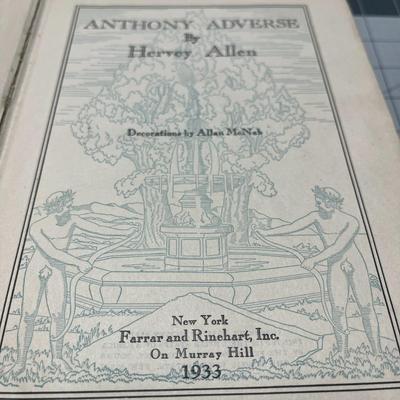 ANTHONY ADVERSE
By
Hervey Allen
Decorations by Allan McNab
New York
Farrar and Rinehart, Inc.
On Murray Hill
1933